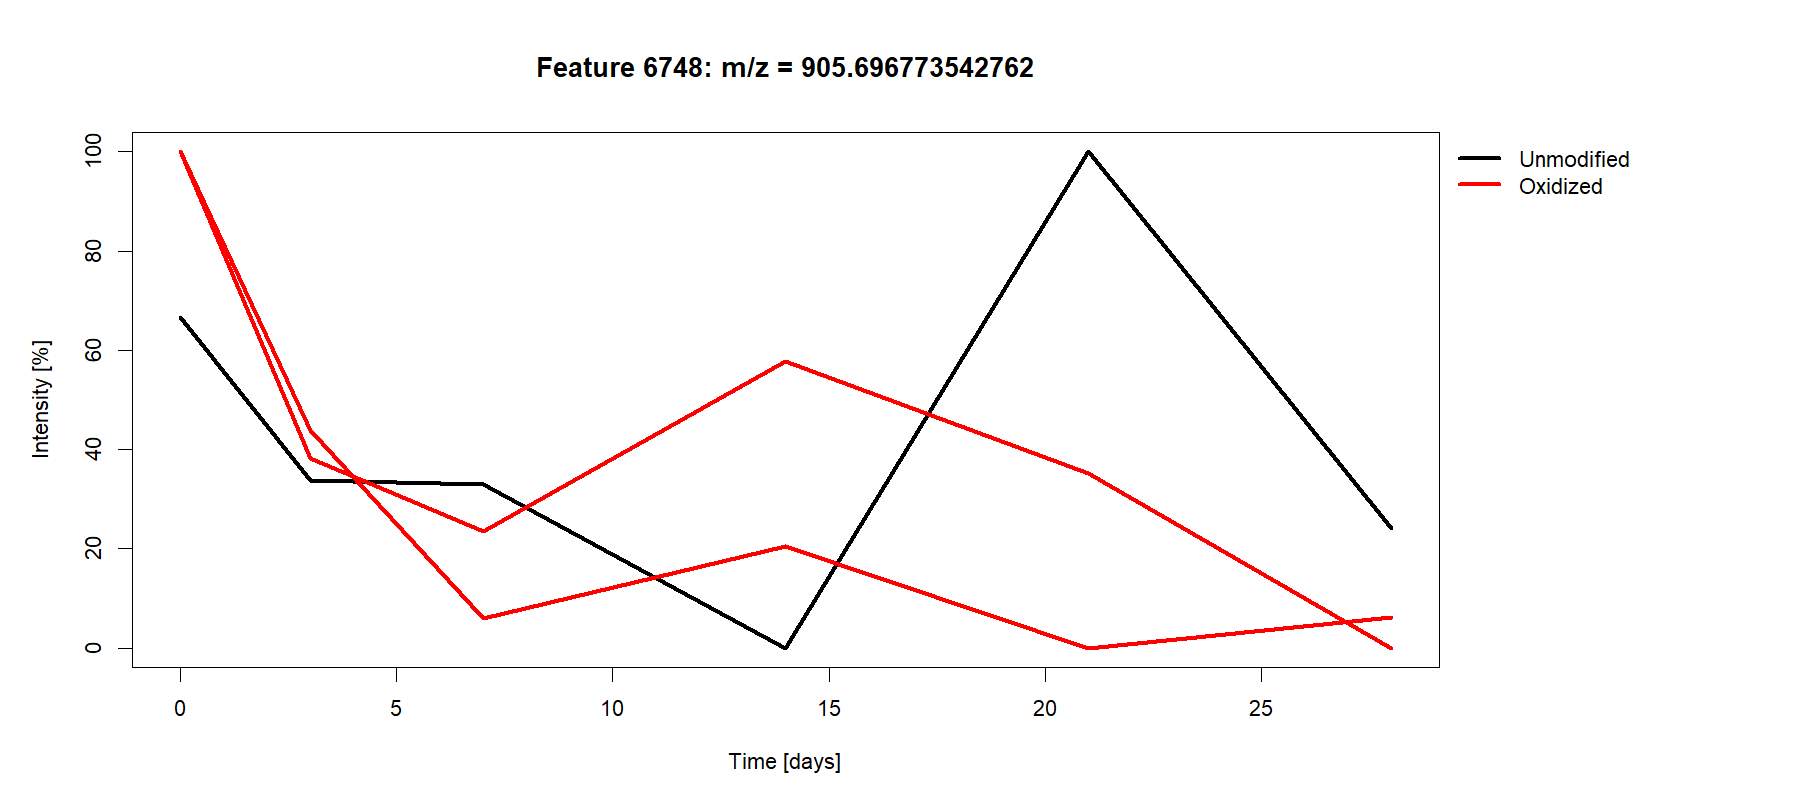 Feature 6748: m/z = 905.696773542762
Unmodified
Oxidized
Intensity [%]
100
80
60
40
20
0
0 5 10 15 20 25
Time [days]